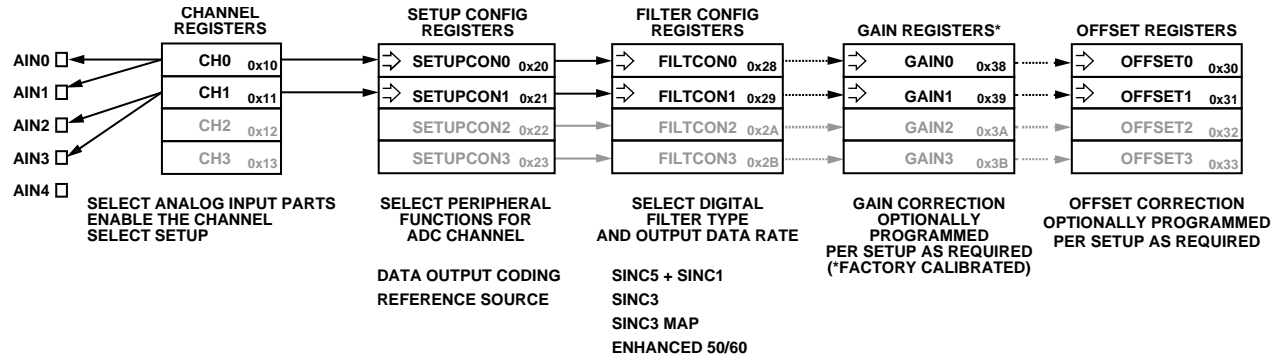 CHANNEL
REGISTERS
SETUP CONFIG
REGISTERS
FILTER CONFIG
REGISTERS
GAIN REGISTERS*
OFFSET REGISTERS
AIN0
AIN1
AIN2
AIN3
AIN4
CH0 0x10
CH1 0x11
CH2 0x12
CH3 0x13
SETUPCON0 0x20
SETUPCON1 0x21
SETUPCON2 0x22
SETUPCON3 0x23
FILTCON0 0x28
FILTCON1 0x29
FILTCON2 0x2A
FILTCON3 0x2B
GAIN0 0x38
GAIN1 0x39
GAIN2 0x3A
GAIN3 0x3B
OFFSET0 0x30
OFFSET1 0x31
OFFSET2 0x32
OFFSET3 0x33
SELECT ANALOG INPUT PARTS
ENABLE THE CHANNEL
SELECT SETUP
SELECT PERIPHERAL
FUNCTIONS FOR
ADC CHANNEL
SELECT DIGITAL
FILTER TYPE
AND OUTPUT DATA RATE
GAIN CORRECTION
OPTIONALLY
PROGRAMMED
PER SETUP AS REQUIRED
(*FACTORY CALIBRATED)
OFFSET CORRECTION
OPTIONALLY PROGRAMMED
PER SETUP AS REQUIRED
DATA OUTPUT CODING
REFERENCE SOURCE
SINC5 + SINC1
SINC3
SINC3 MAP
ENHANCED 50/60